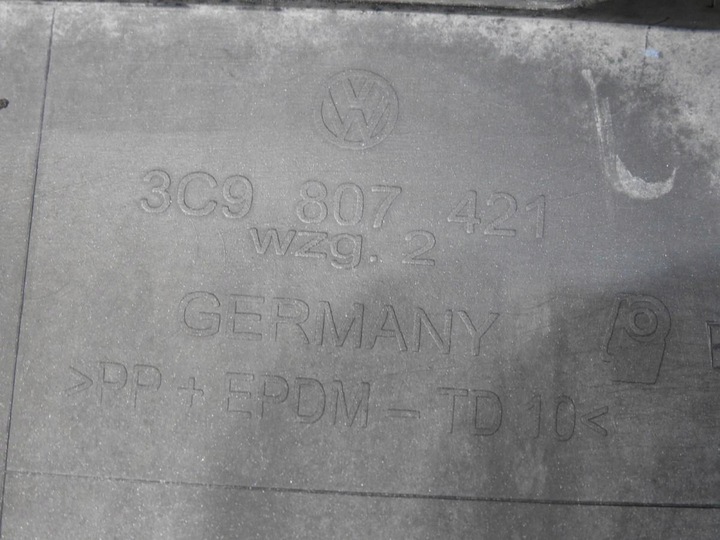 3C9 807 421
wzg. 2
GERMANY
>PP + EPDM - TD 10<